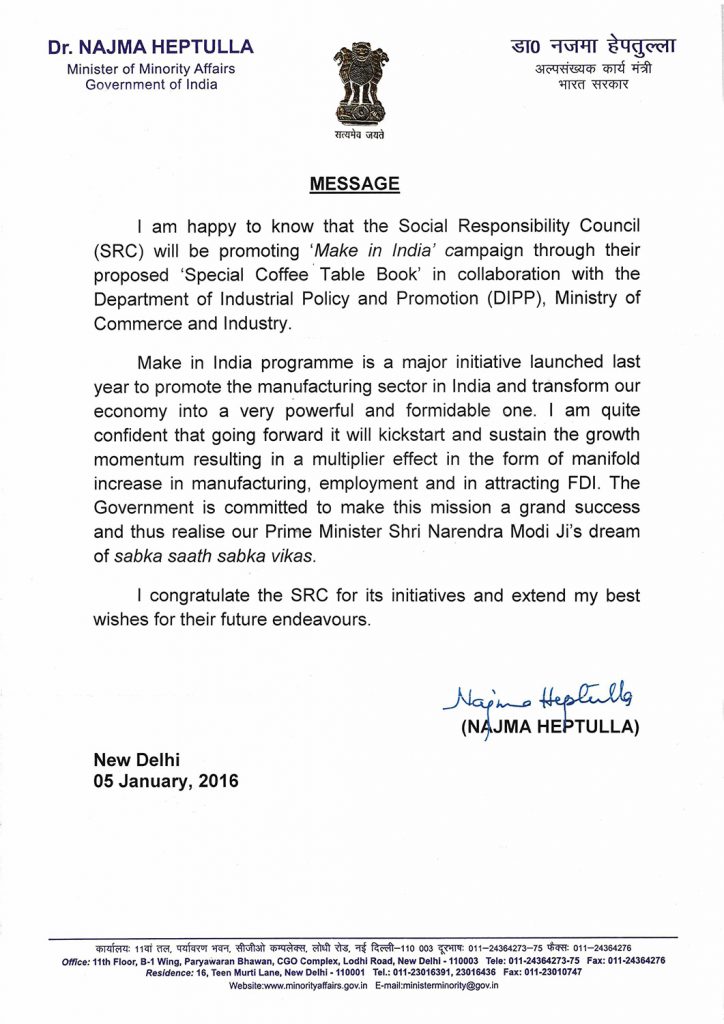 Dr. NAJMA HEPTULLA
Minister of Minority Affairs
Government of India
सत्यमेव जयते
डा0 नजमा हेपतुल्ला
अल्पसंख्यक कार्य मंत्री
भारत सरकार
MESSAGE
I am happy to know that the Social Responsibility Council
(SRC) will be promoting ‘Make in India’ campaign through their
proposed ‘Special Coffee Table Book’ in collaboration with the
Department of Industrial Policy and Promotion (DIPP), Ministry of
Commerce and Industry.
Make in India programme is a major initiative launched last
year to promote the manufacturing sector in India and transform our
economy into a very powerful and formidable one. I am quite
confident that going forward it will kickstart and sustain the growth
momentum resulting in a multiplier effect in the form of manifold
increase in manufacturing, employment and in attracting FDI. The
Government is committed to make this mission a grand success
and thus realise our Prime Minister Shri Narendra Modi Ji’s dream
of sabka saath sabka vikas.
I congratulate the SRC for its initiatives and extend my best
wishes for their future endeavours.
Najma Heptulla
(NAJMA HEPTULLA)
New Delhi
05 January, 2016
कार्यालयः 11वां तल, पर्यावरण भवन, सीजीओ कम्पलेक्स, लोधी रोड, नई दिल्ली–110 003 दूरभाषः 011–24364273–75 फैक्सः 011–24364276
Office: 11th Floor, B-1 Wing, Paryawaran Bhawan, CGO Complex, Lodhi Road, New Delhi - 110003 Tele: 011-24364273-75 Fax: 011-24364276
Residence: 16, Teen Murti Lane, New Delhi - 110001 Tel.: 011-23016391, 23016436 Fax: 011-23010747
Website:www.minorityaffairs.gov.in E-mail:ministerminority@gov.in